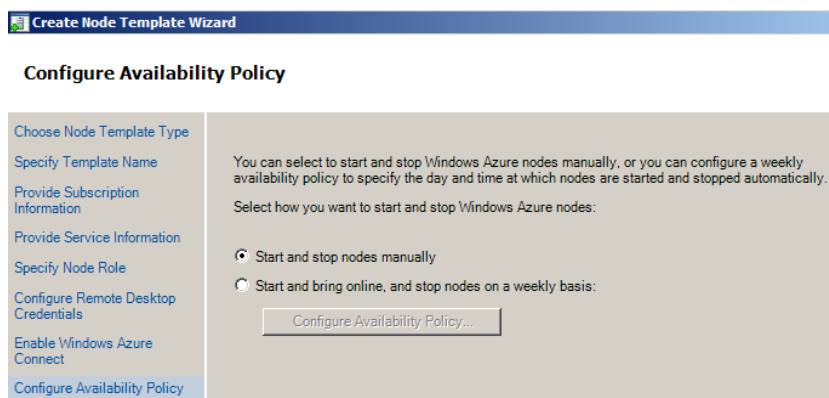 Create Node Template Wizard
Configure Availability Policy
Choose Node Template Type
Specify Template Name
Provide Subscription
Information
Provide Service Information
Specify Node Role
Configure Remote Desktop
Credentials
Enable Windows Azure
Connect
Configure Availability Policy
You can select to start and stop Windows Azure nodes manually, or you can configure a weekly
availability policy to specify the day and time at which nodes are started and stopped automatically.
Select how you want to start and stop Windows Azure nodes:
Start and stop nodes manually
Start and bring online, and stop nodes on a weekly basis:
Configure Availability Policy...